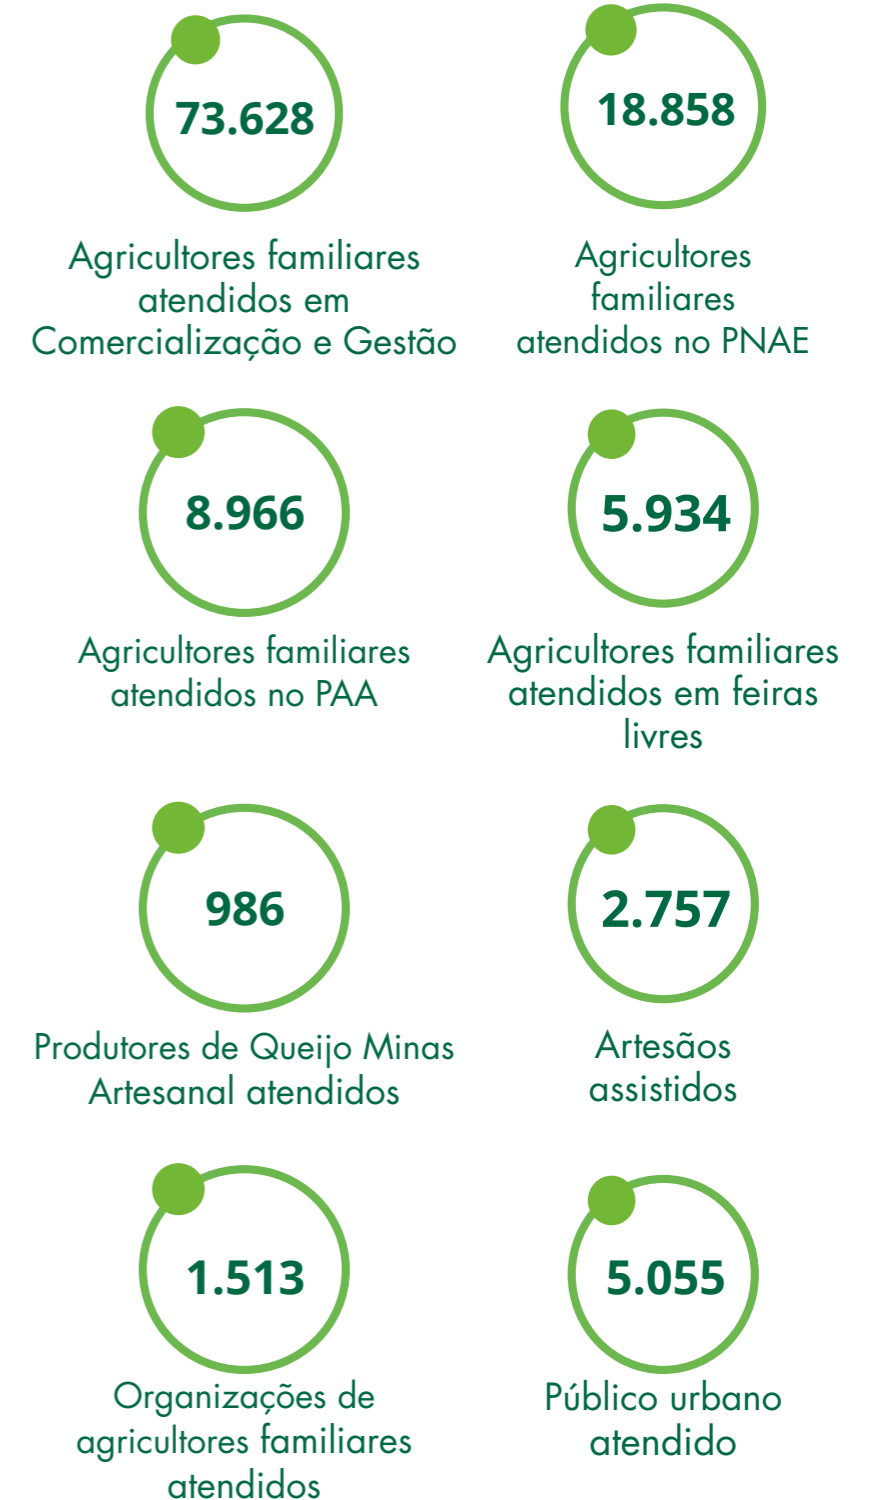 73.628
Agricultores familiares
atendidos em
Comercialização e Gestão
18.858
Agricultores
familiares
atendidos no PNAE
8.966
Agricultores familiares
atendidos no PAA
5.934
Agricultores familiares
atendidos em feiras
livres
986
Produtores de Queijo Minas
Artesanal atendidos
2.757
Artesãos
assistidos
1.513
Organizações de
agricultores familiares
atendidos
5.055
Público urbano
atendido